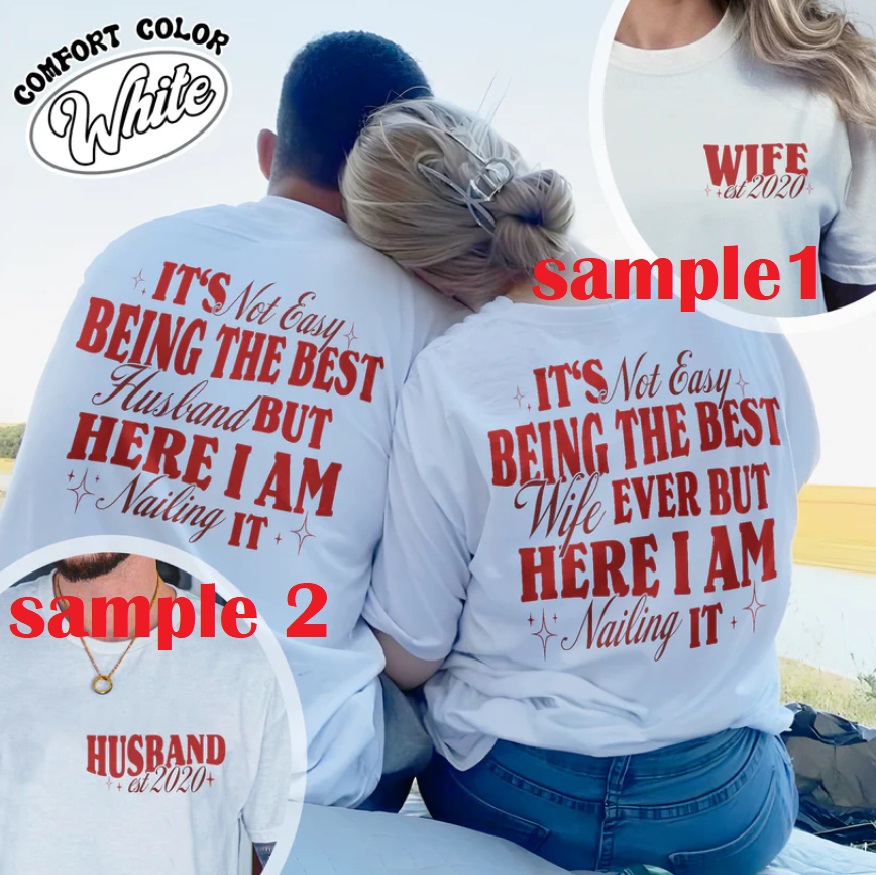 COMFORT COLOR
White
WIFE
est 2020
sample1
IT'S Not Easy
BEING THE BEST
Husband BUT
HERE I AM
Nailing IT
IT'S Not Easy
BEING THE BEST
Wife EVER BUT
HERE I AM
Nailing IT
sample 2
HUSBAND
est 2020